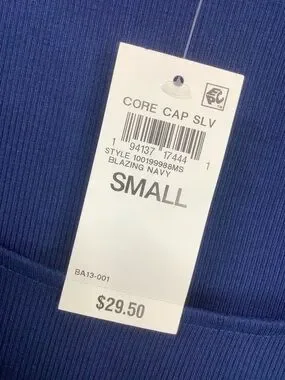 CORE CAP SLV
1 94137 17444 1
STYLE 100199988MS
BLAZING NAVY
SMALL
BA13-001
$29.50